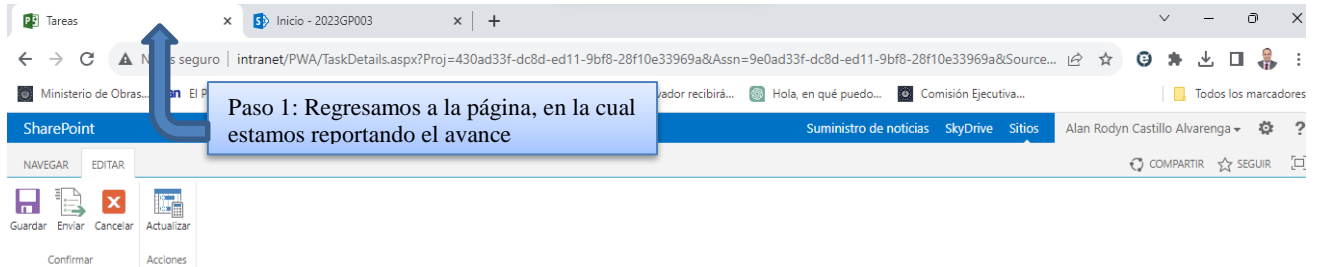 Tareas
Inicio - 2023GP003
seguro intranet/PWA/TaskDetails.aspx?Proj=430ad33f-dc8d-ed11-9bf8-28f10e33969a&Assn=9e0ad33f-dc8d-ed11-9bf8-28f10e33969a&Source...
Ministerio de Obras... El P vador recibirá... Hola, en qué puedo... Comisión Ejecutiva... Todos los marcadores
Paso 1: Regresamos a la página, en la cual
estamos reportando el avance
SharePoint Suministro de noticias SkyDrive Sitios Alan Rodyn Castillo Alvarenga ?
NAVEGAR EDITAR COMPARTIR SEGUIR
Guardar Enviar Cancelar Actualizar
Confirmar Acciones